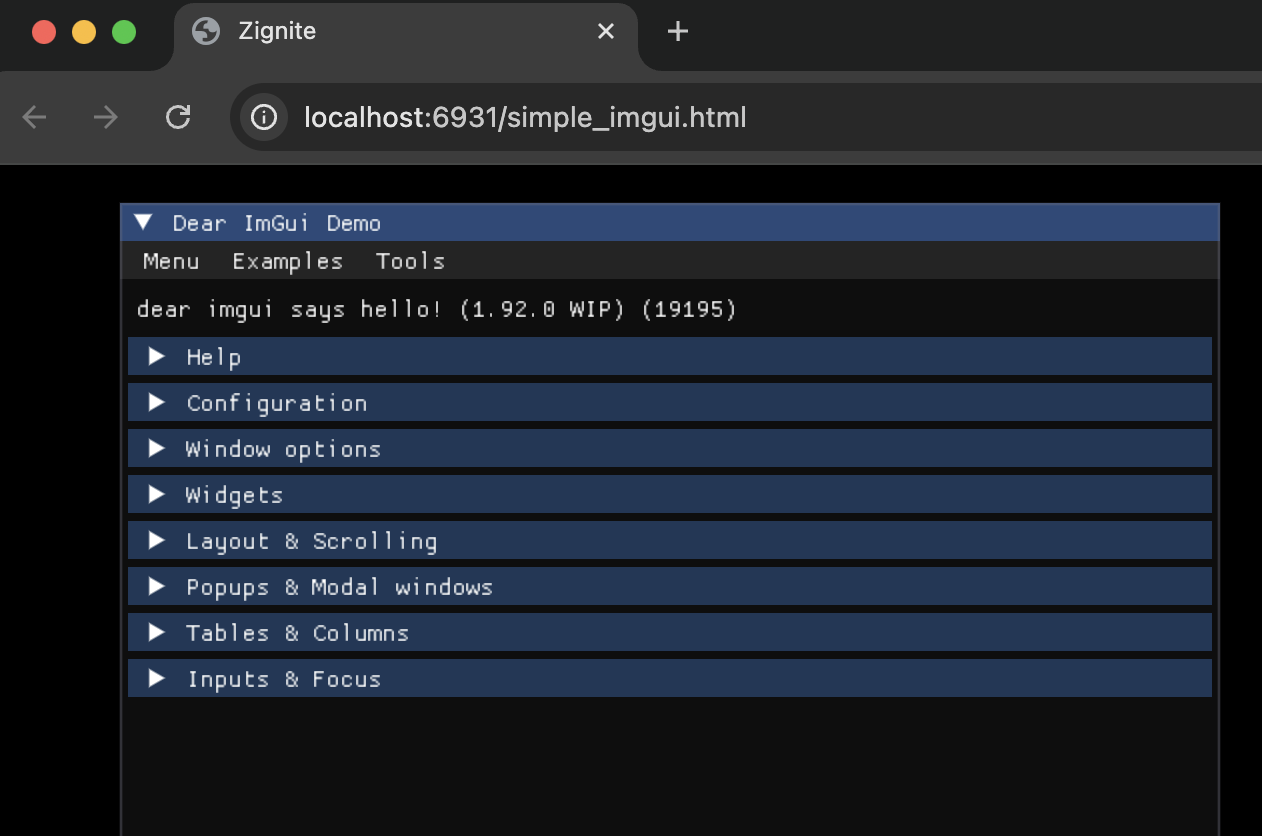 Zignite
localhost:6931/simple_imgui.html
Dear ImGui Demo
Menu Examples Tools
dear imgui says hello! (1.92.0 WIP) (19195)
Help
Configuration
Window options
Widgets
Layout & Scrolling
Popups & Modal windows
Tables & Columns
Inputs & Focus